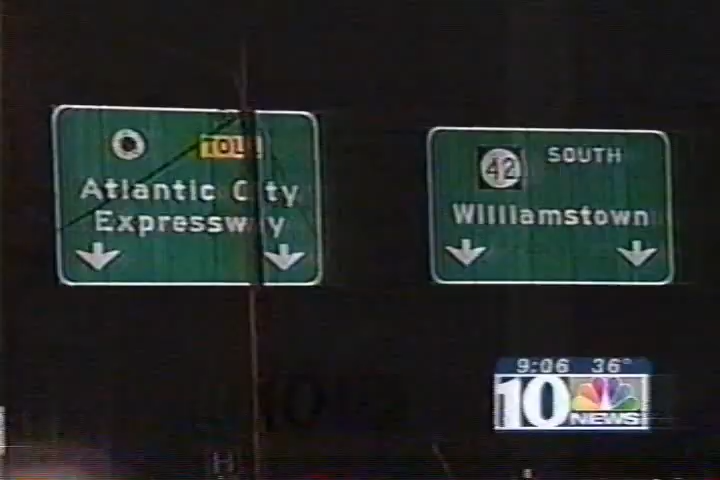 TOLL
Atlantic City
Expressway
42 SOUTH
Williamstown
9:06 36°
10
NEWS